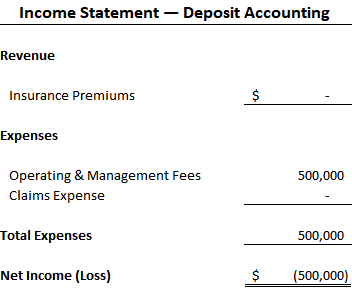 Income Statement — Deposit Accounting
Revenue
Insurance Premiums $ -
Expenses
Operating & Management Fees 500,000
Claims Expense -
Total Expenses 500,000
Net Income (Loss) $ (500,000)